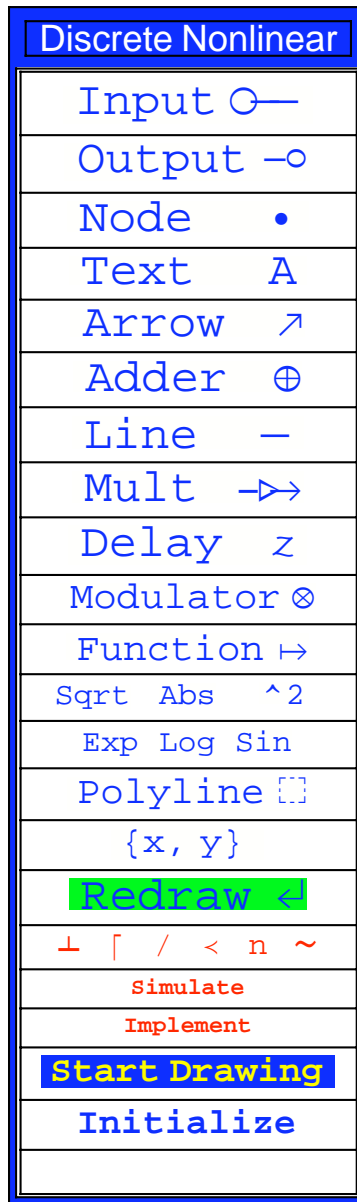 Discrete Nonlinear
Input ○—
Output –○
Node •
Text A
Arrow ↗
Adder ⊕
Line —
Mult –▷→
Delay z
Modulator ⊗
Function ↦
Sqrt Abs ^2
Exp Log Sin
Polyline ⬚
{x, y}
Redraw ↵
⊥ ⌈ / ≺ n ~
Simulate
Implement
Start Drawing
Initialize